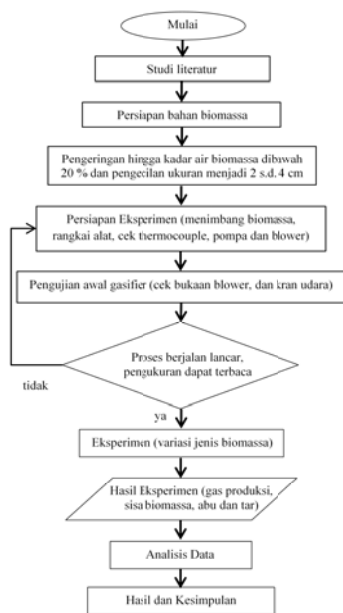 Mulai
Studi literatur
Persiapan bahan biomassa
Pengeringan hingga kadar air biomassa dibawah
20 % dan pengecilan ukuran menjadi 2 s.d. 4 cm
Persiapan Eksperimen (menimbang biomassa,
rangkai alat, cek thermocouple, pompa dan blower)
Pengujian awal gasifier (cek bukaan blower, dan kran udara)
Proses berjalan lancar,
pengukuran dapat terbaca
tidak
ya
Eksperimen (variasi jenis biomassa)
Hasil Eksperimen (gas produksi,
sisa biomassa, abu dan tar)
Analisis Data
Hasil dan Kesimpulan